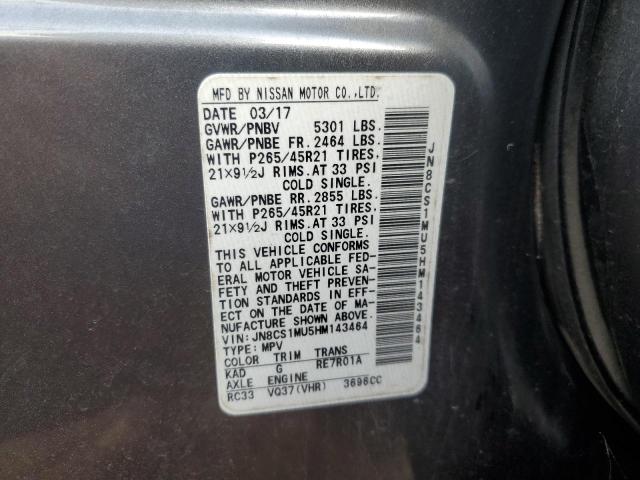 MFD BY NISSAN MOTOR CO.,LTD.
DATE 03/17
GVWR/PNBV 5301 LBS.
GAWR/PNBE FR. 2464 LBS.
WITH P265/45R21 TIRES,
21×9½J RIMS.AT 33 PSI
COLD SINGLE.
GAWR/PNBE RR. 2855 LBS.
WITH P265/45R21 TIRES,
21×9½J RIMS.AT 33 PSI
COLD SINGLE.
THIS VEHICLE CONFORMS
TO ALL APPLICABLE FED-
ERAL MOTOR VEHICLE SA-
FETY AND THEFT PREVEN-
TION STANDARDS IN EFF-
ECT ON THE DATE OF MA-
NUFACTURE SHOWN ABOVE.
VIN: JN8CS1MU5HM143464
TYPE: MPV
COLOR TRIM TRANS
KAD G RE7R01A
AXLE ENGINE
RC33 VQ37(VHR) 3696CC
JN8CS1MU5HM143464